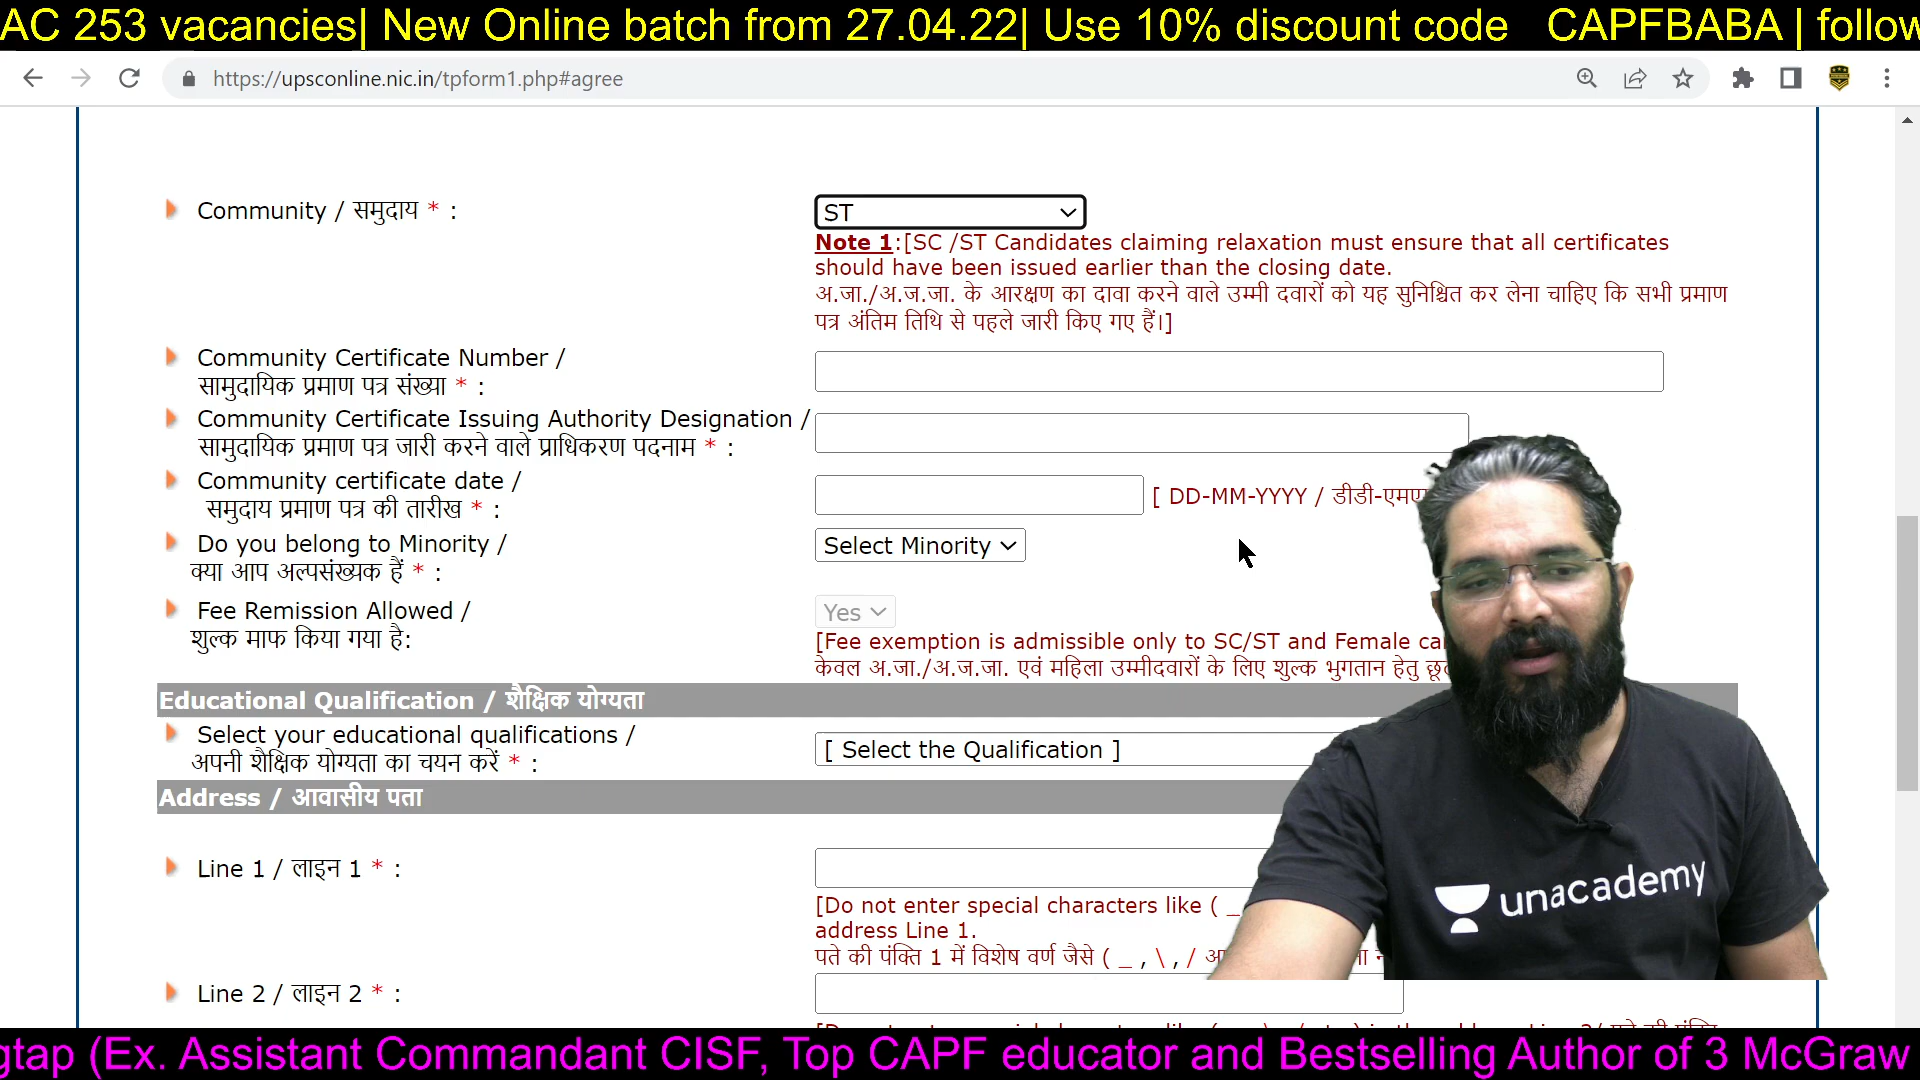 AC 253 vacancies| New Online batch from 27.04.22| Use 10% discount code CAPFBABA | follow
https://upsconline.nic.in/tpform1.php#agree
Community / समुदाय * :
ST
Note 1:[SC /ST Candidates claiming relaxation must ensure that all certificates
should have been issued earlier than the closing date.
अ.जा./अ.ज.जा. के आरक्षण का दावा करने वाले उम्मी दवारों को यह सुनिश्चित कर लेना चाहिए कि सभी प्रमाण
पत्र अंतिम तिथि से पहले जारी किए गए हैं।]
Community Certificate Number /
सामुदायिक प्रमाण पत्र संख्या * :
Community Certificate Issuing Authority Designation /
सामुदायिक प्रमाण पत्र जारी करने वाले प्राधिकरण पदनाम * :
Community certificate date /
समुदाय प्रमाण पत्र की तारीख * :
[ DD-MM-YYYY /
Do you belong to Minority /
क्या आप अल्पसंख्यक हैं * :
Select Minority
Fee Remission Allowed /
शुल्क माफ किया गया है:
Yes
[Fee exemption is admissible only to SC/ST and Female
केवल अ.जा./अ.ज.जा. एवं महिला उम्मीदवारों के लिए शुल्क भुगतान हेतु
Educational Qualification / शैक्षिक योग्यता
Select your educational qualifications /
अपनी शैक्षिक योग्यता का चयन करें * :
[ Select the Qualification ]
Address / आवासीय पता
Line 1 / लाइन 1 * :
[Do not enter special characters like ( _
address Line 1.
पते की पंक्ति 1 में विशेष वर्ण जैसे ( _ , \ , /
unacademy
Line 2 / लाइन 2 * :
gtap (Ex. Assistant Commandant CISF, Top CAPF educator and Bestselling Author of 3 McGraw